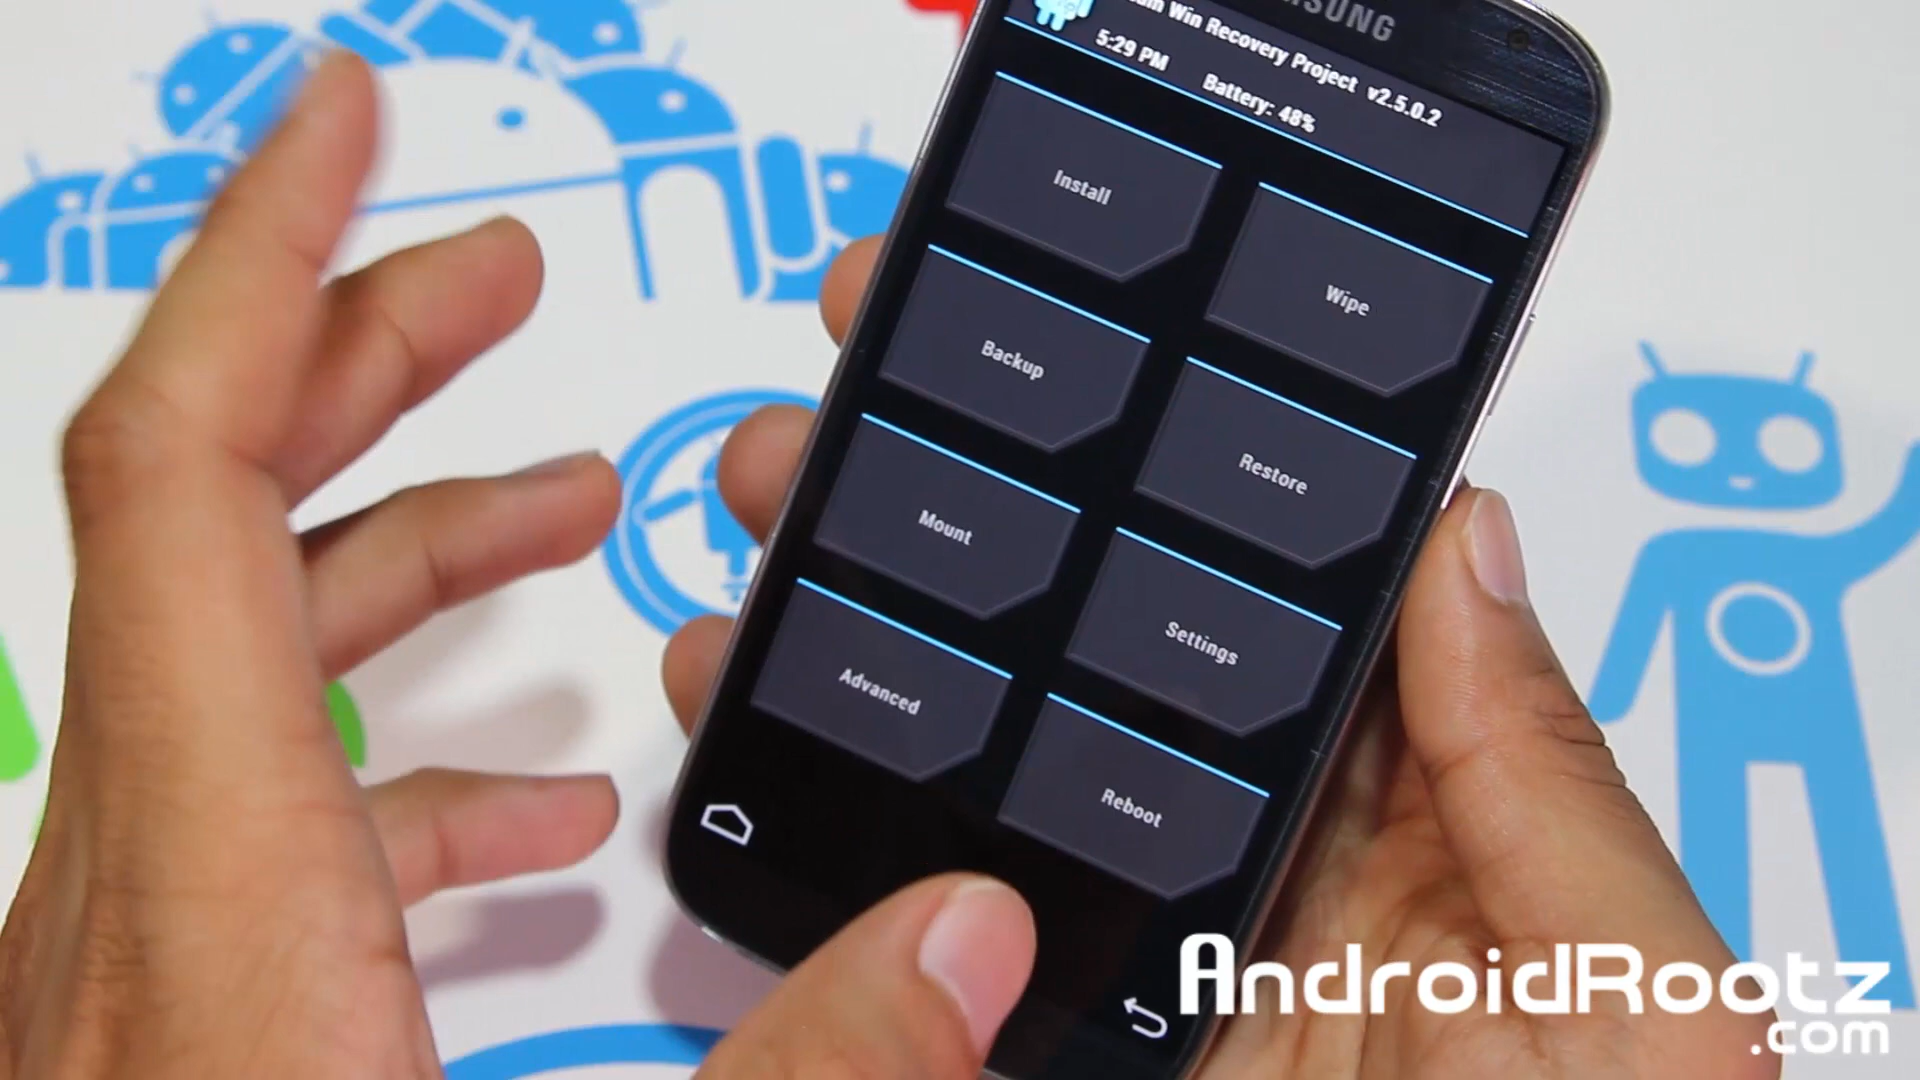 Win Recovery Project v2.5.0.2
5:29 PM Battery: 48%
Install
Wipe
Backup
Restore
Mount
Settings
Advanced
Reboot
AndroidRootz
.com